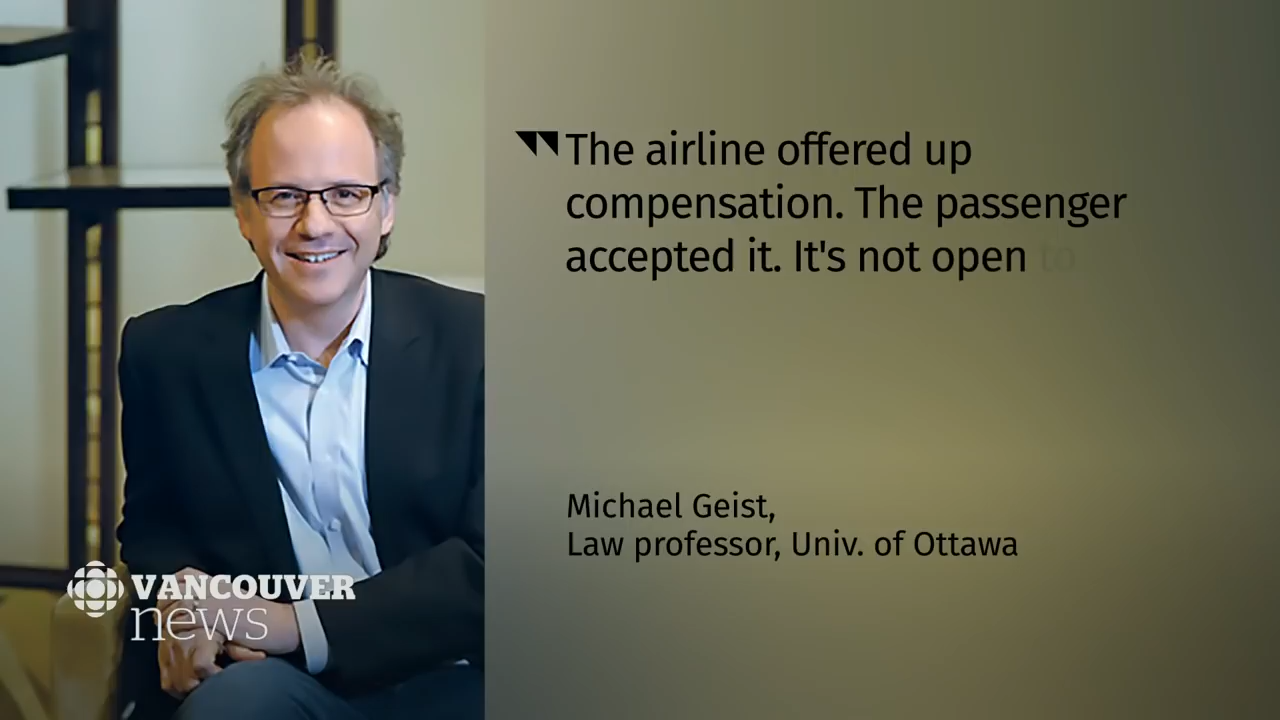 The airline offered up
compensation. The passenger
accepted it. It's not open to
Michael Geist,
Law professor, Univ. of Ottawa
VANCOUVER
news